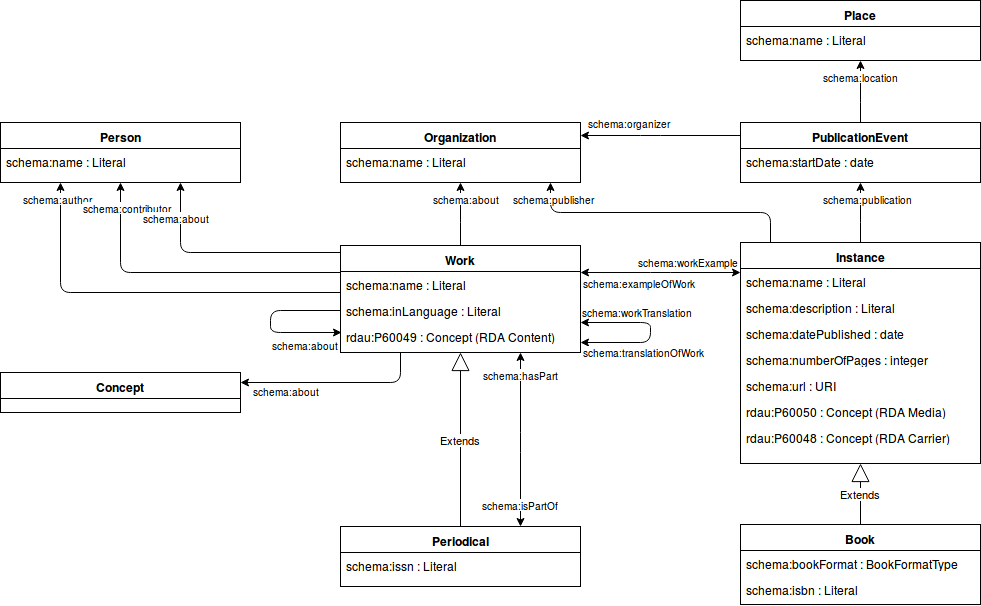 Place
schema:name : Literal
schema:location
Person
schema:name : Literal
Organization
schema:name : Literal
schema:organizer
PublicationEvent
schema:startDate : date
schema:author
schema:contributor
schema:about
schema:about
schema:publisher
schema:publication
Work
schema:name : Literal
schema:inLanguage : Literal
rdau:P60049 : Concept (RDA Content)
schema:about
schema:workExample
schema:exampleOfWork
schema:workTranslation
schema:translationOfWork
Instance
schema:name : Literal
schema:description : Literal
schema:datePublished : date
schema:numberOfPages : integer
schema:url : URI
rdau:P60050 : Concept (RDA Media)
rdau:P60048 : Concept (RDA Carrier)
Concept
schema:about
schema:hasPart
Extends
schema:isPartOf
Extends
Periodical
schema:issn : Literal
Book
schema:bookFormat : BookFormatType
schema:isbn : Literal